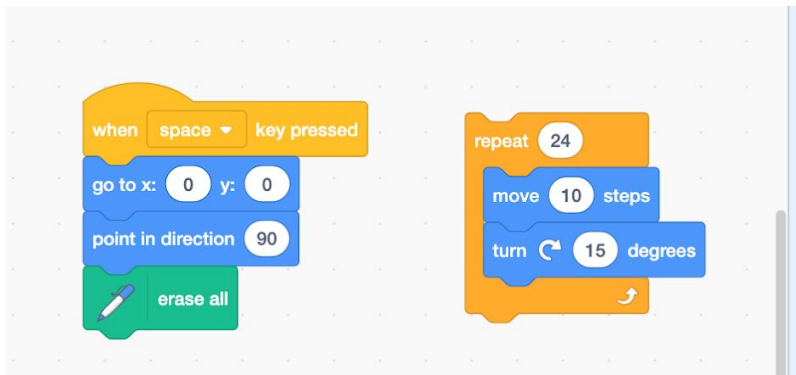 when space key pressed
go to x: 0 y: 0
point in direction 90
erase all
repeat 24
move 10 steps
turn 15 degrees